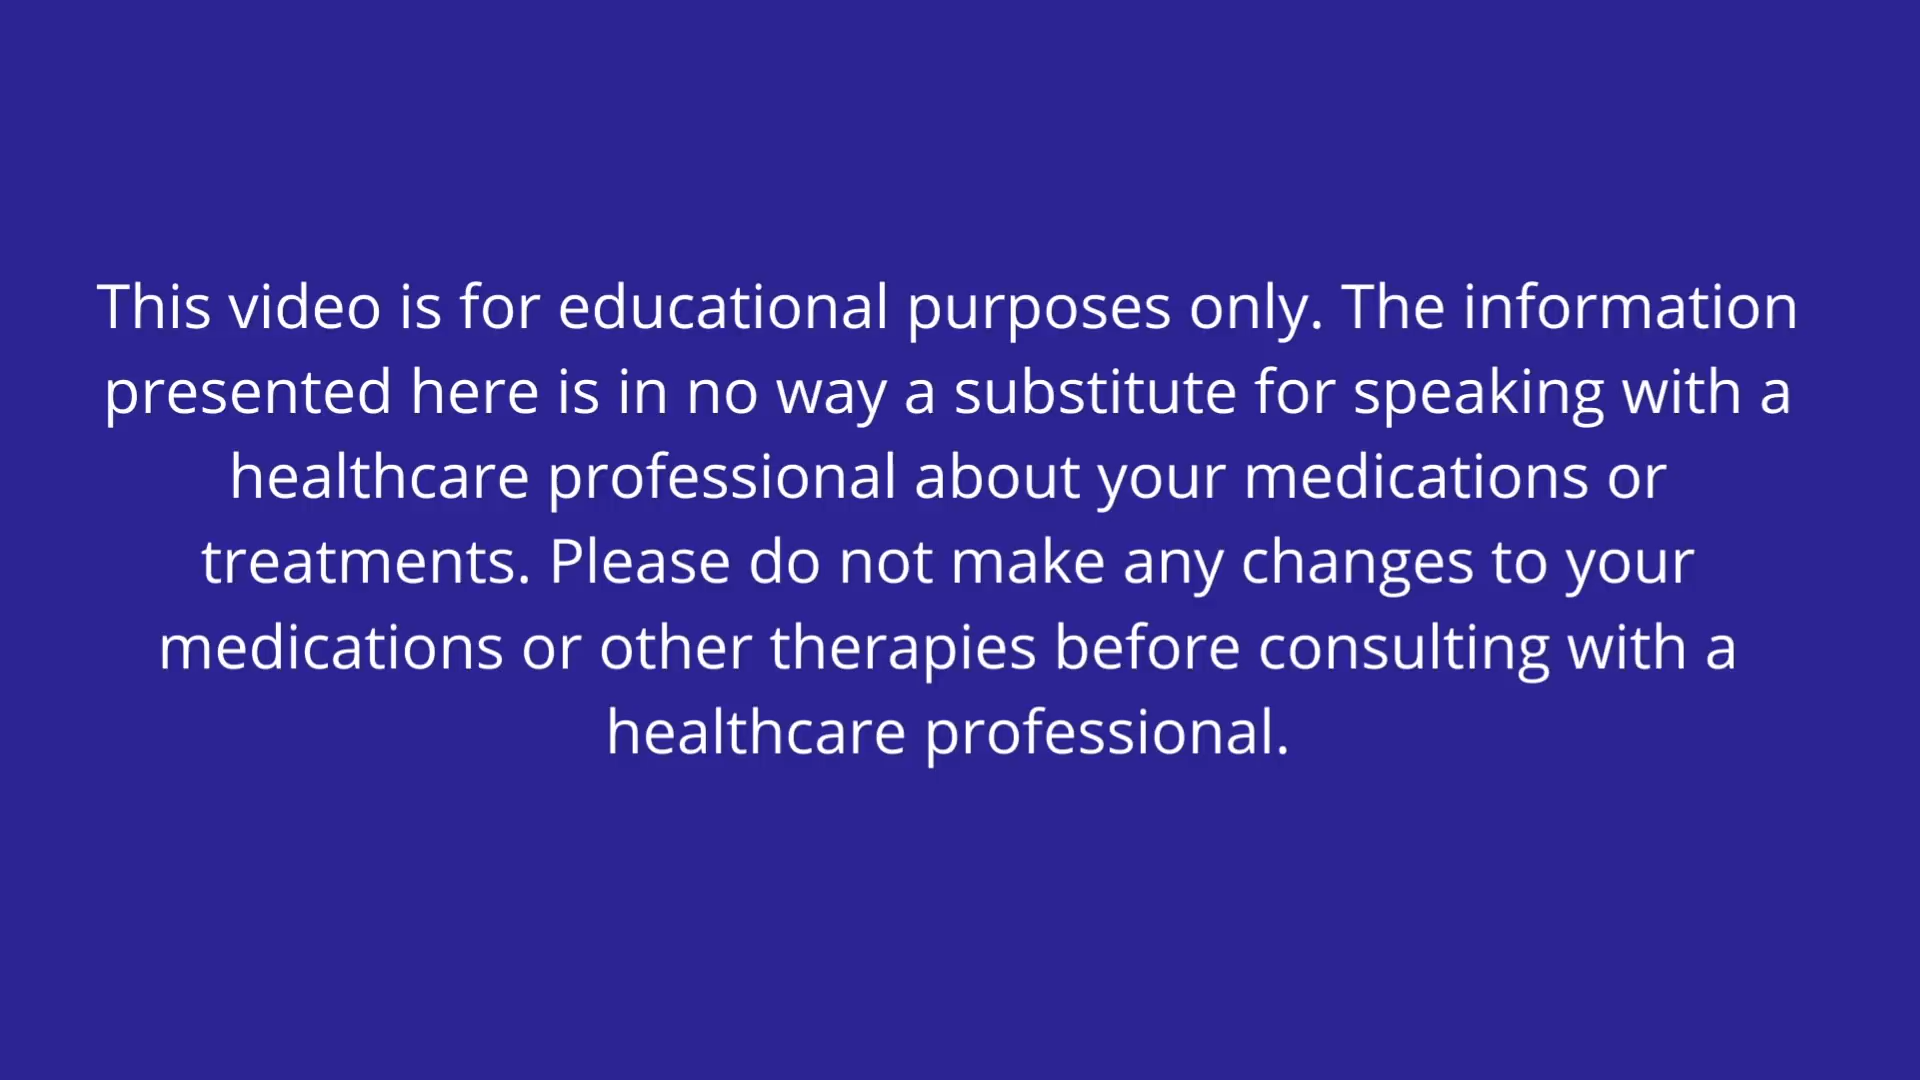 This video is for educational purposes only. The information
presented here is in no way a substitute for speaking with a
healthcare professional about your medications or
treatments. Please do not make any changes to your
medications or other therapies before consulting with a
healthcare professional.